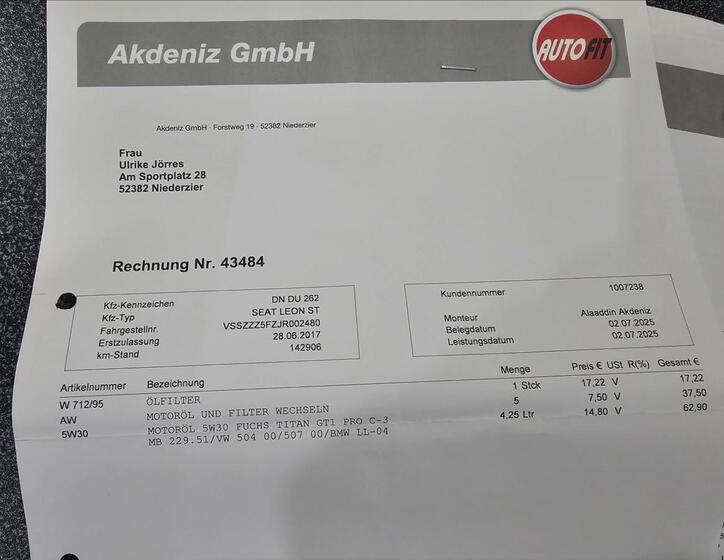 Akdeniz GmbH
AUTOFIT
Akdeniz GmbH · Forstweg 19 · 52382 Niederzier
Frau
Ulrike Jörres
Am Sportplatz 28
52382 Niederzier
Rechnung Nr. 43484
Kfz-Kennzeichen DN DU 262
Kfz-Typ SEAT LEON ST
Fahrgestellnr. VSSZZZ5FZJR002480
Erstzulassung 28.06.2017
km-Stand 142906
Kundennummer 1007238
Monteur Alaaddin Akdeniz
Belegdatum 02.07.2025
Leistungsdatum 02.07.2025
Artikelnummer Bezeichnung Menge Preis € USt R(%) Gesamt €
W 712/95 ÖLFILTER 1 Stck 17,22 V 17,22
AW MOTORÖL UND FILTER WECHSELN 5 7,50 V 37,50
5W30 MOTORÖL 5W30 FUCHS TITAN GT1 PRO C-3 4,25 Ltr 14,80 V 62,90
MB 229.51/VW 504 00/507 00/BMW LL-04